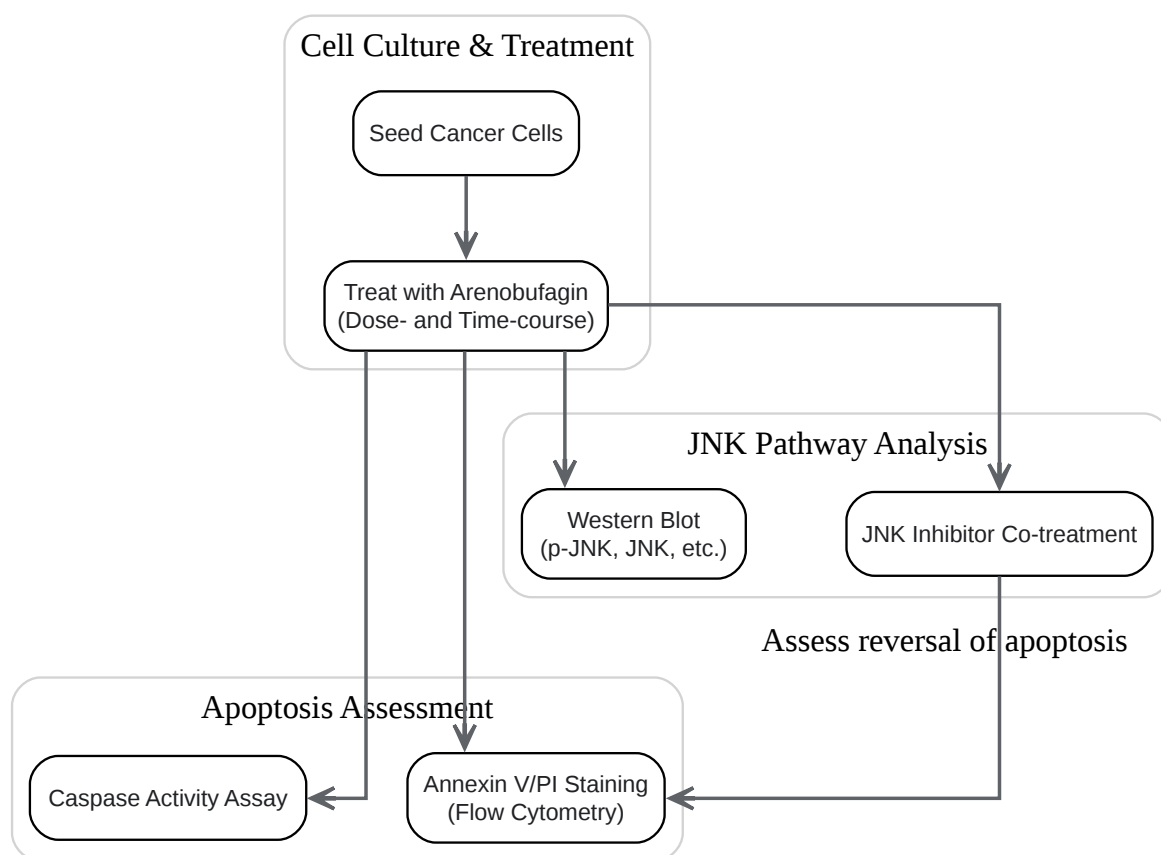 Cell Culture & Treatment
Seed Cancer Cells
Treat with Arenobufagin
(Dose- and Time-course)
JNK Pathway Analysis
Western Blot
(p-JNK, JNK, etc.)
JNK Inhibitor Co-treatment
Assess reversal of apoptosis
Apoptosis Assessment
Caspase Activity Assay
Annexin V/PI Staining
(Flow Cytometry)